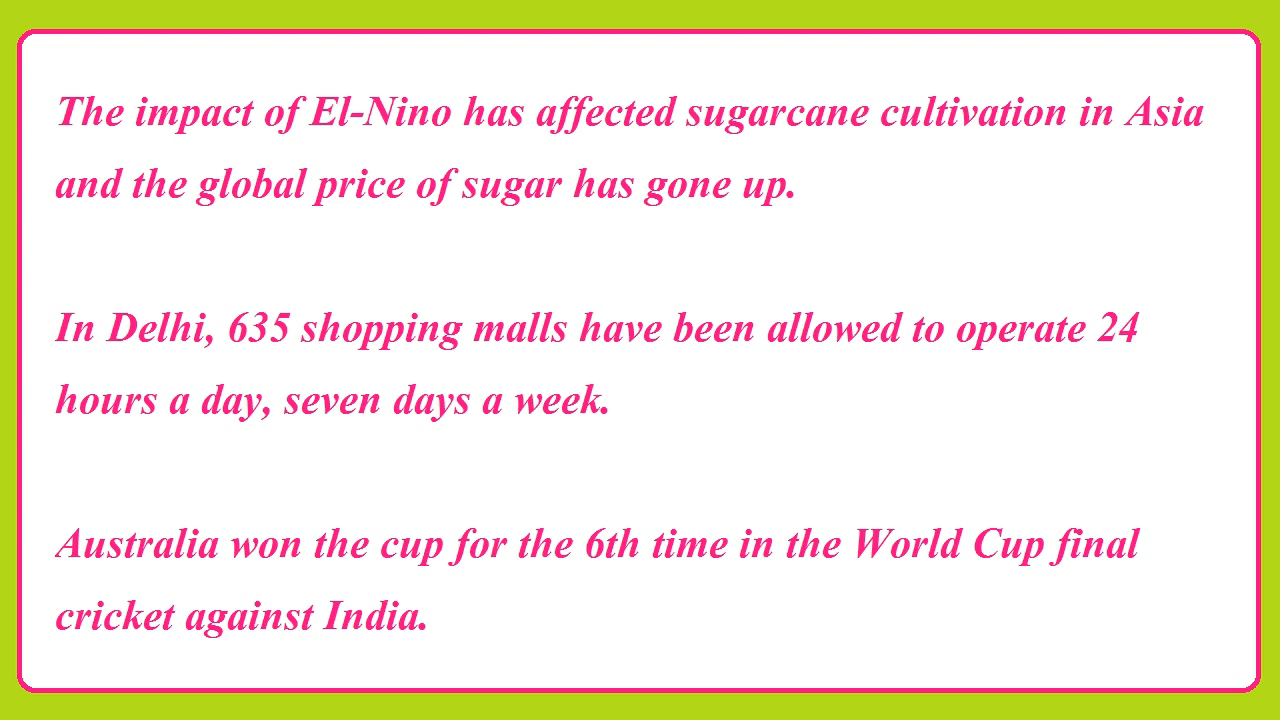 The impact of El-Nino has affected sugarcane cultivation in Asia
and the global price of sugar has gone up.
In Delhi, 635 shopping malls have been allowed to operate 24
hours a day, seven days a week.
Australia won the cup for the 6th time in the World Cup final
cricket against India.